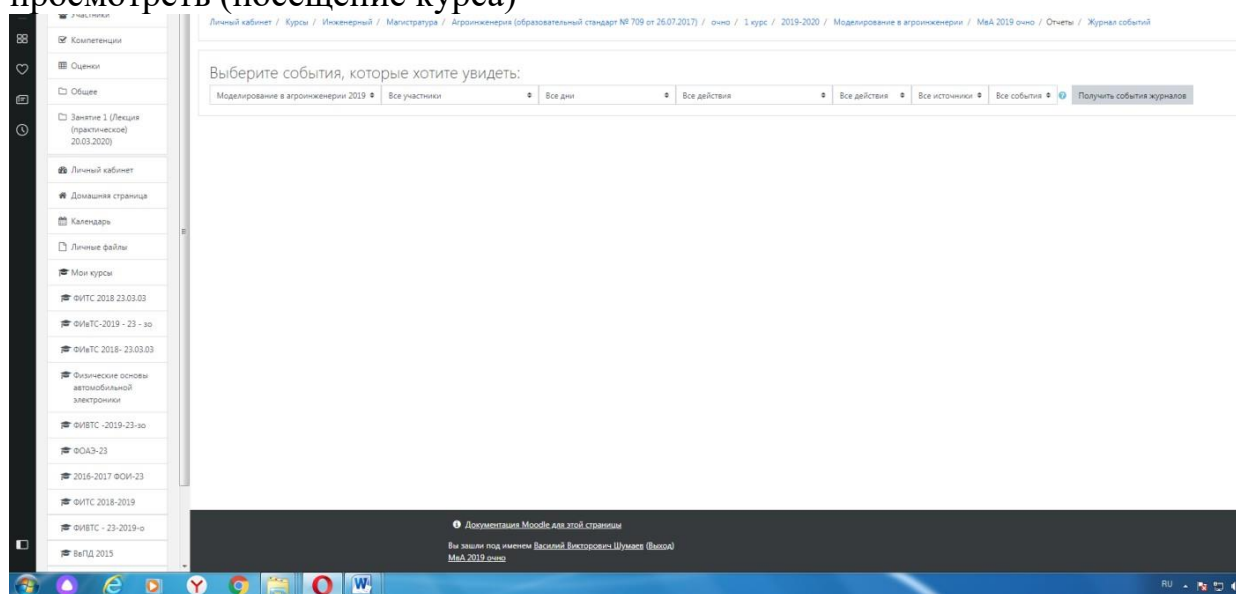 просмотреть (посещение курса)
Участники
Личный кабинет / Курсы / Инженерный / Магистратура / Агроинженерия (образовательный стандарт № 709 от 26.07.2017) / очно / 1 курс / 2019-2020 / Моделирование в агроинженерии / МвА 2019 очно / Отчеты / Журнал событий
Компетенции
Оценки
Выберите события, которые хотите увидеть:
Общее
Моделирование в агроинженерии 2019 Все участники Все дни Все действия Все действия Все источники Все события Получить события журналов
Занятие 1 (Лекция
(практическое)
20.03.2020)
Личный кабинет
Домашняя страница
Календарь
Личные файлы
Мои курсы
ФИТС 2018 23.03.03
ФИвТС-2019 - 23 - зо
ФИвТС 2018- 23.03.03
Физические основы
автомобильной
электроники
ФИВТС -2019-23-зо
ФОАЭ-23
2016-2017 ФОИ-23
ФИТС 2018-2019
ФИВТС - 23-2019-о
ВвПД 2015
Документация Moodle для этой страницы
Вы зашли под именем Василий Викторович Шумаев (Выход)
МвА 2019 очно
RU